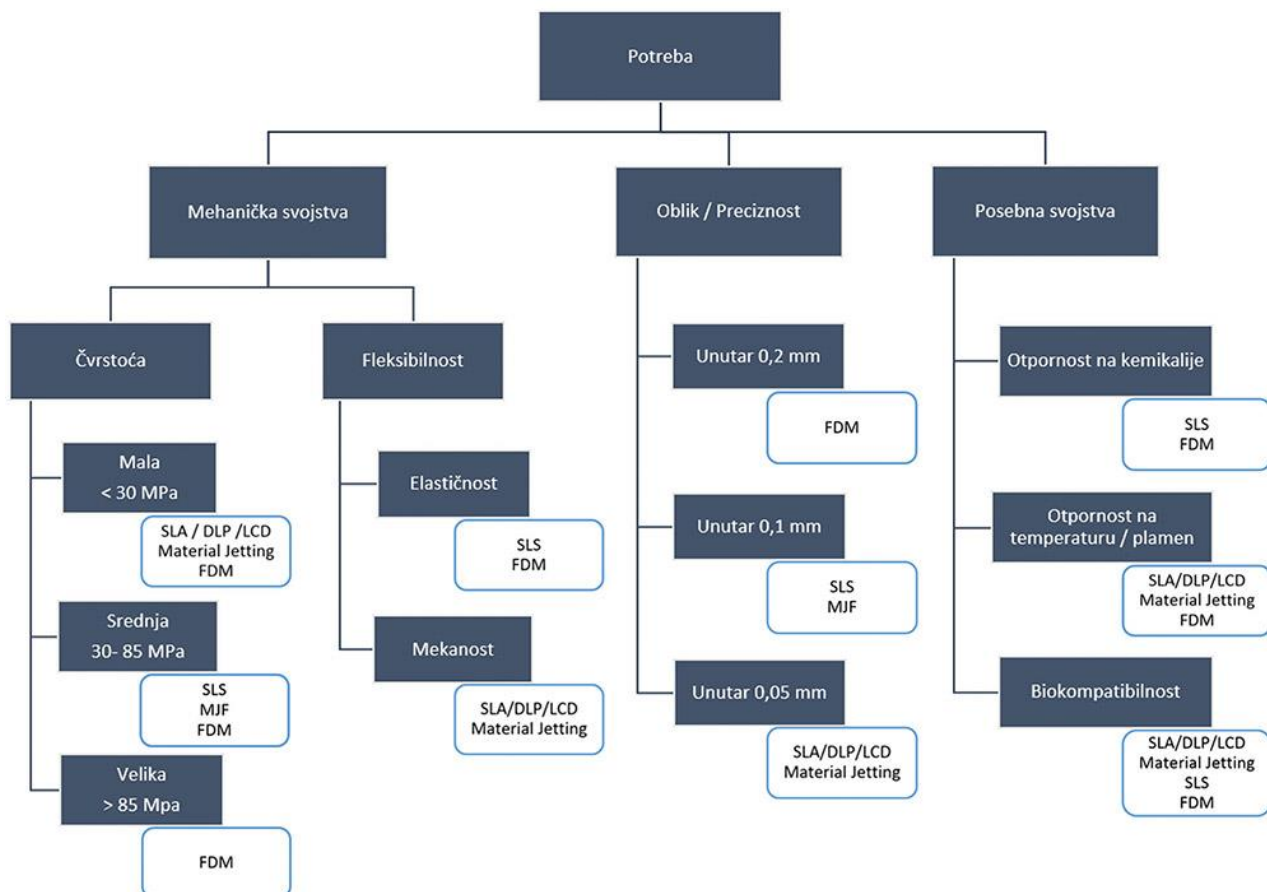 Potreba
Mehanička svojstva
Oblik / Preciznost
Posebna svojstva
Čvrstoća
Fleksibilnost
Mala
< 30 MPa
SLA / DLP /LCD
Material Jetting
FDM
Srednja
30- 85 MPa
SLS
MJF
FDM
Velika
> 85 Mpa
FDM
Elastičnost
SLS
FDM
Mekanost
SLA/DLP/LCD
Material Jetting
Unutar 0,2 mm
FDM
Unutar 0,1 mm
SLS
MJF
Unutar 0,05 mm
SLA/DLP/LCD
Material Jetting
Otpornost na kemikalije
SLS
FDM
Otpornost na
temperaturu / plamen
SLA/DLP/LCD
Material Jetting
FDM
Biokompatibilnost
SLA/DLP/LCD
Material Jetting
SLS
FDM